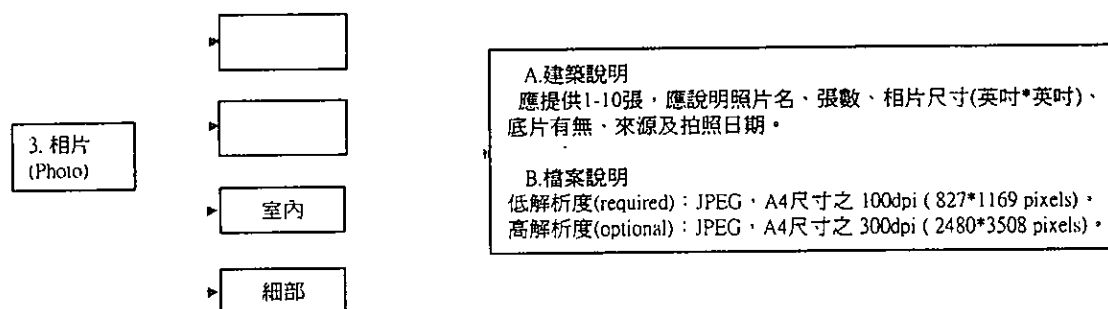 3. 相片
(Photo)
室內
細部
A.建築說明
應提供1-10張，應說明照片名、張數、相片尺寸(英吋*英吋)、
底片有無、來源及拍照日期。
B.檔案說明
低解析度(required)：JPEG，A4尺寸之 100dpi ( 827*1169 pixels)。
高解析度(optional)：JPEG，A4尺寸之 300dpi ( 2480*3508 pixels)。